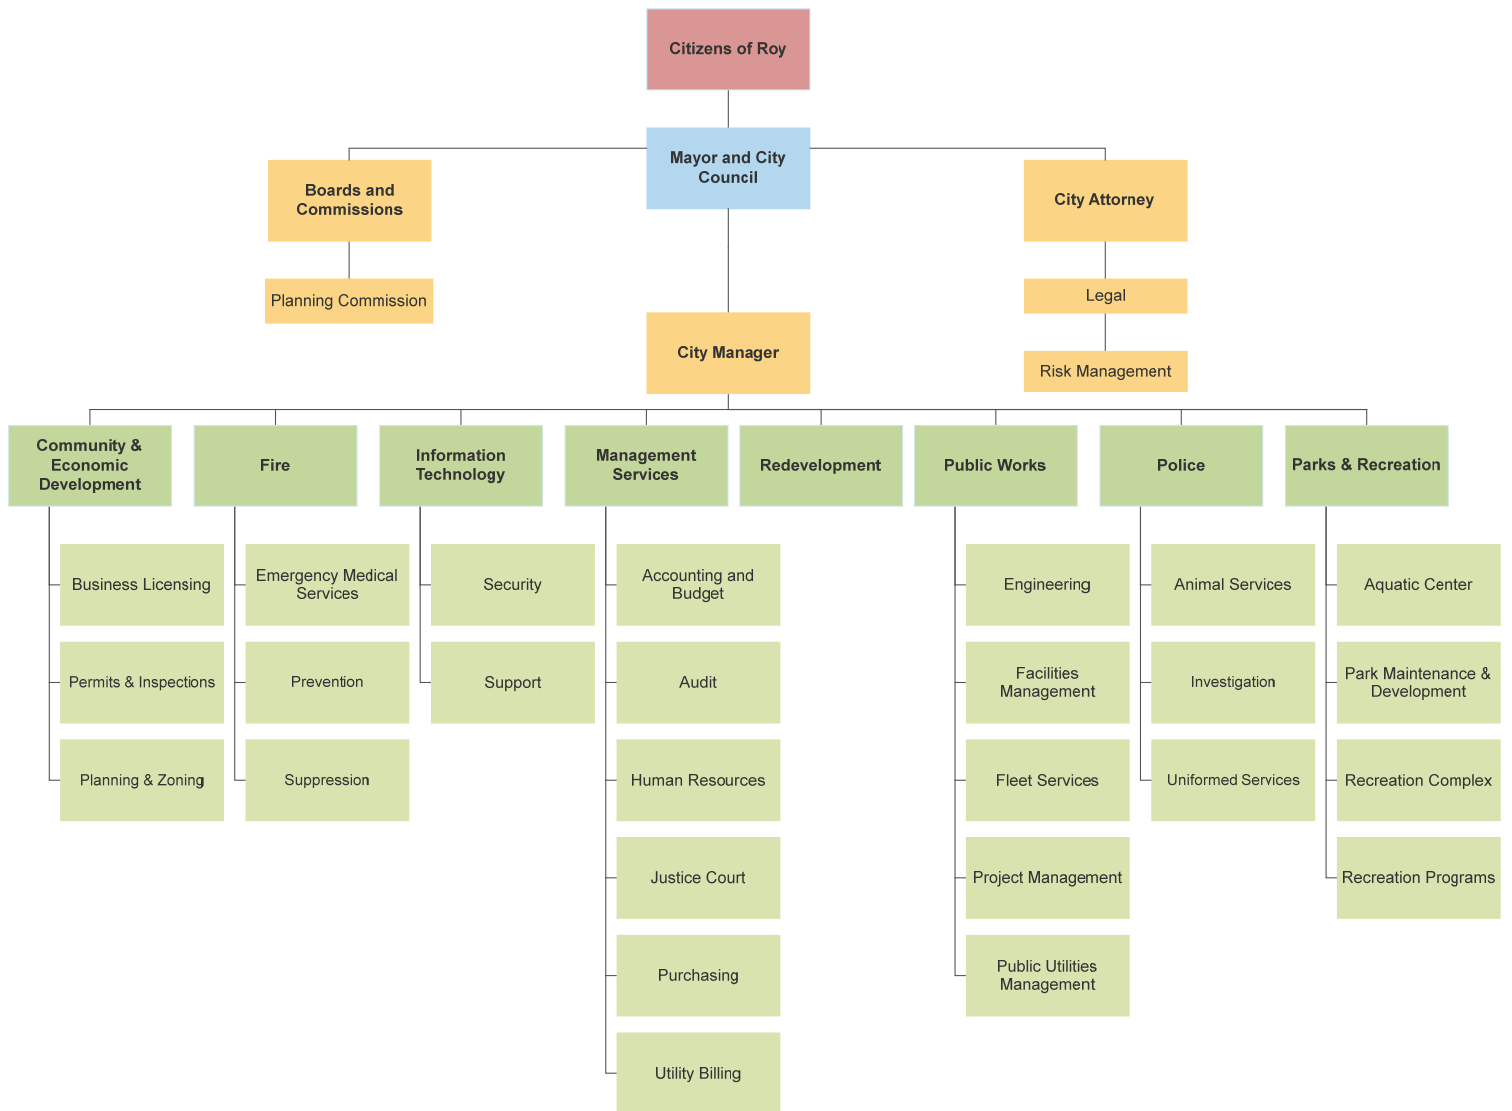 Citizens of Roy
Mayor and City
Council
Boards and
Commissions
City Attorney
Planning Commission
Legal
City Manager
Risk Management
Community &
Economic
Development
Fire
Information
Technology
Management
Services
Redevelopment
Public Works
Police
Parks & Recreation
Business Licensing
Permits & Inspections
Planning & Zoning
Emergency Medical
Services
Prevention
Suppression
Security
Support
Accounting and
Budget
Audit
Human Resources
Justice Court
Purchasing
Utility Billing
Engineering
Facilities
Management
Fleet Services
Project Management
Public Utilities
Management
Animal Services
Investigation
Uniformed Services
Aquatic Center
Park Maintenance &
Development
Recreation Complex
Recreation Programs